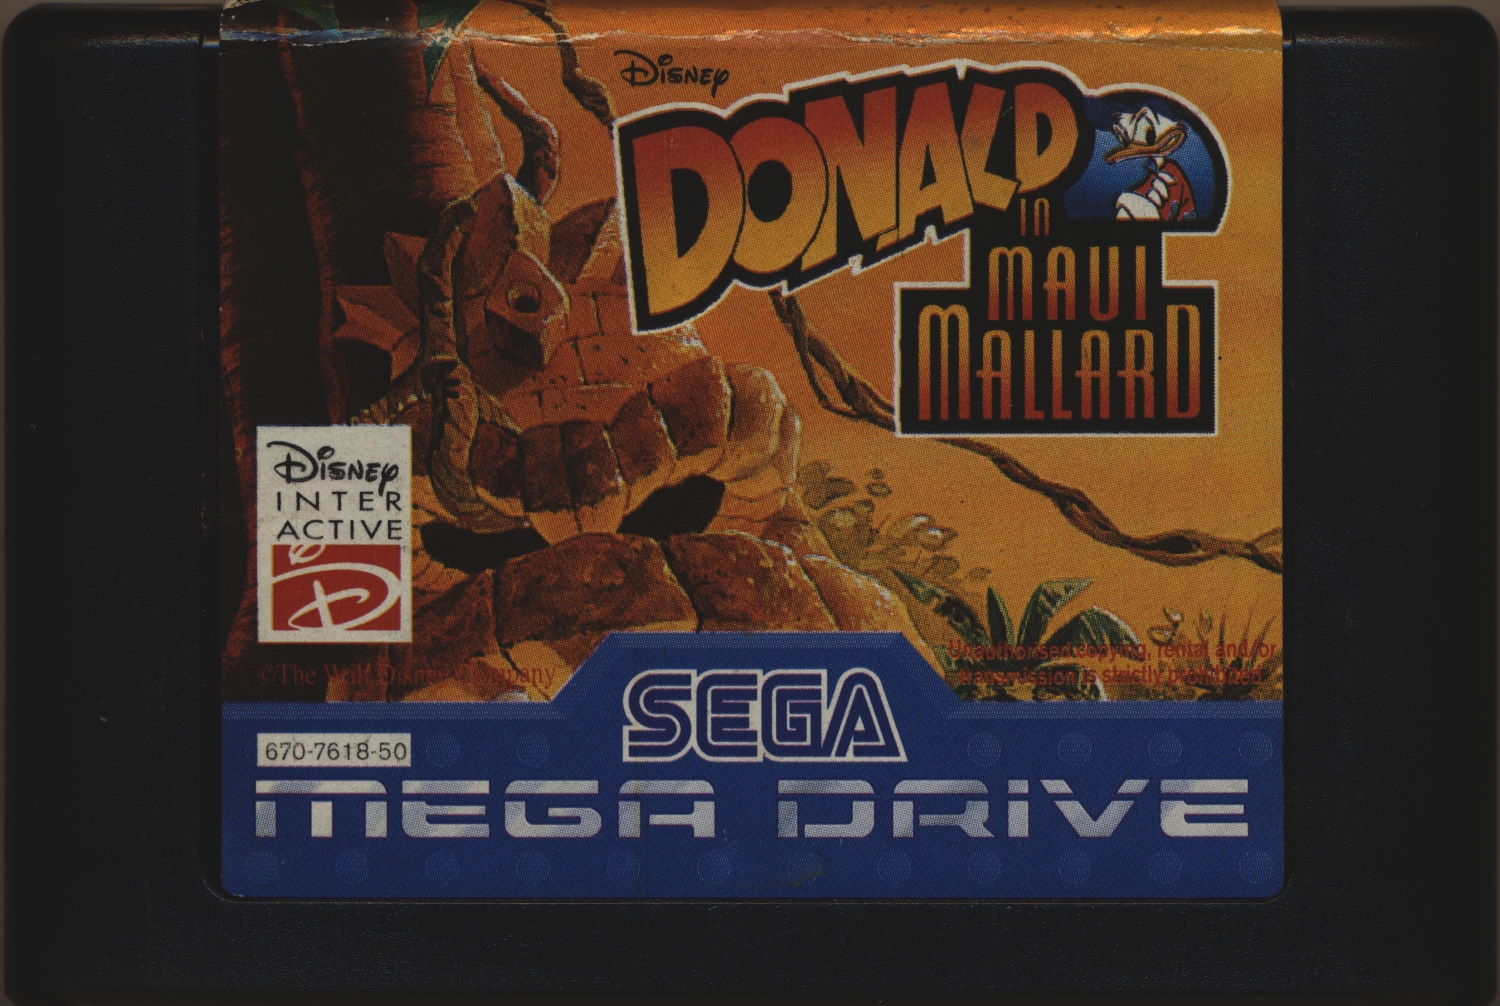 Disney
DONALD
IN
MAUI
MALLARD
Disney
INTER
ACTIVE
D
©The Walt Disney Company
Unauthorised copying, rental and/or
transmission is strictly prohibited.
SEGA
670-7618-50
MEGA DRIVE